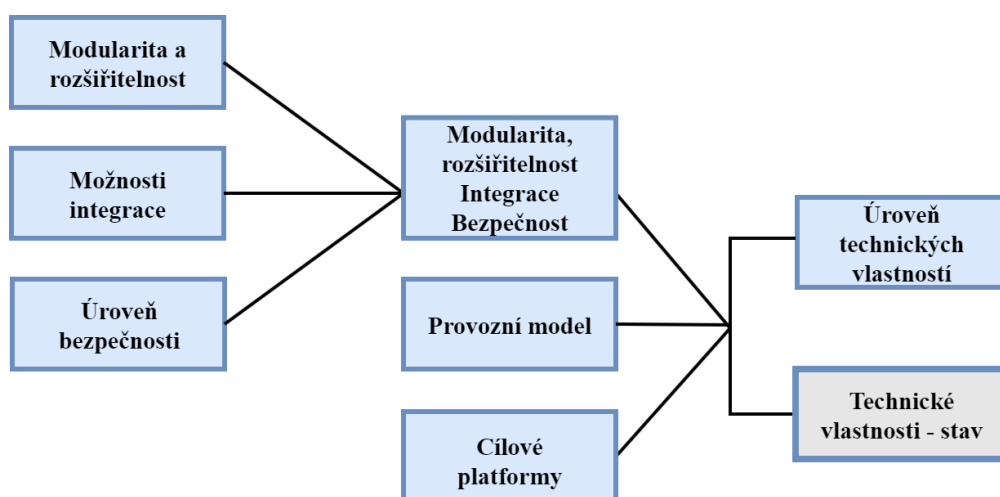 Modularita a
rozšiřitelnost
Možnosti
integrace
Úroveň
bezpečnosti
Modularita,
rozšiřitelnost
Integrace
Bezpečnost
Provozní model
Cílové
platformy
Úroveň
technických
vlastností
Technické
vlastnosti - stav